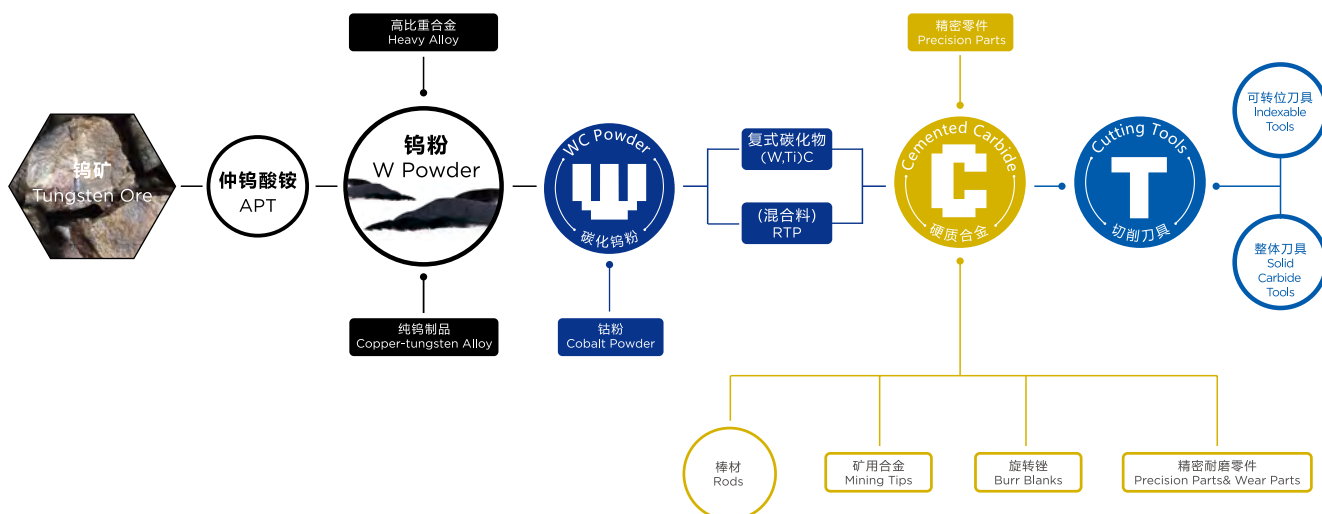 高比重合金
Heavy Alloy
精密零件
Precision Parts
钨矿
Tungsten Ore
仲钨酸铵
APT
钨粉
W Powder
WC Powder
碳化钨粉
复式碳化物
(W,Ti)C
(混合料)
RTP
Cemented Carbide
C
硬质合金
Cutting Tools
T
切削刀具
可转位刀具
Indexable
Tools
整体刀具
Solid
Carbide
Tools
纯钨制品
Copper-tungsten Alloy
钴粉
Cobalt Powder
棒材
Rods
矿用合金
Mining Tips
旋转锉
Burr Blanks
精密耐磨零件
Precision Parts& Wear Parts